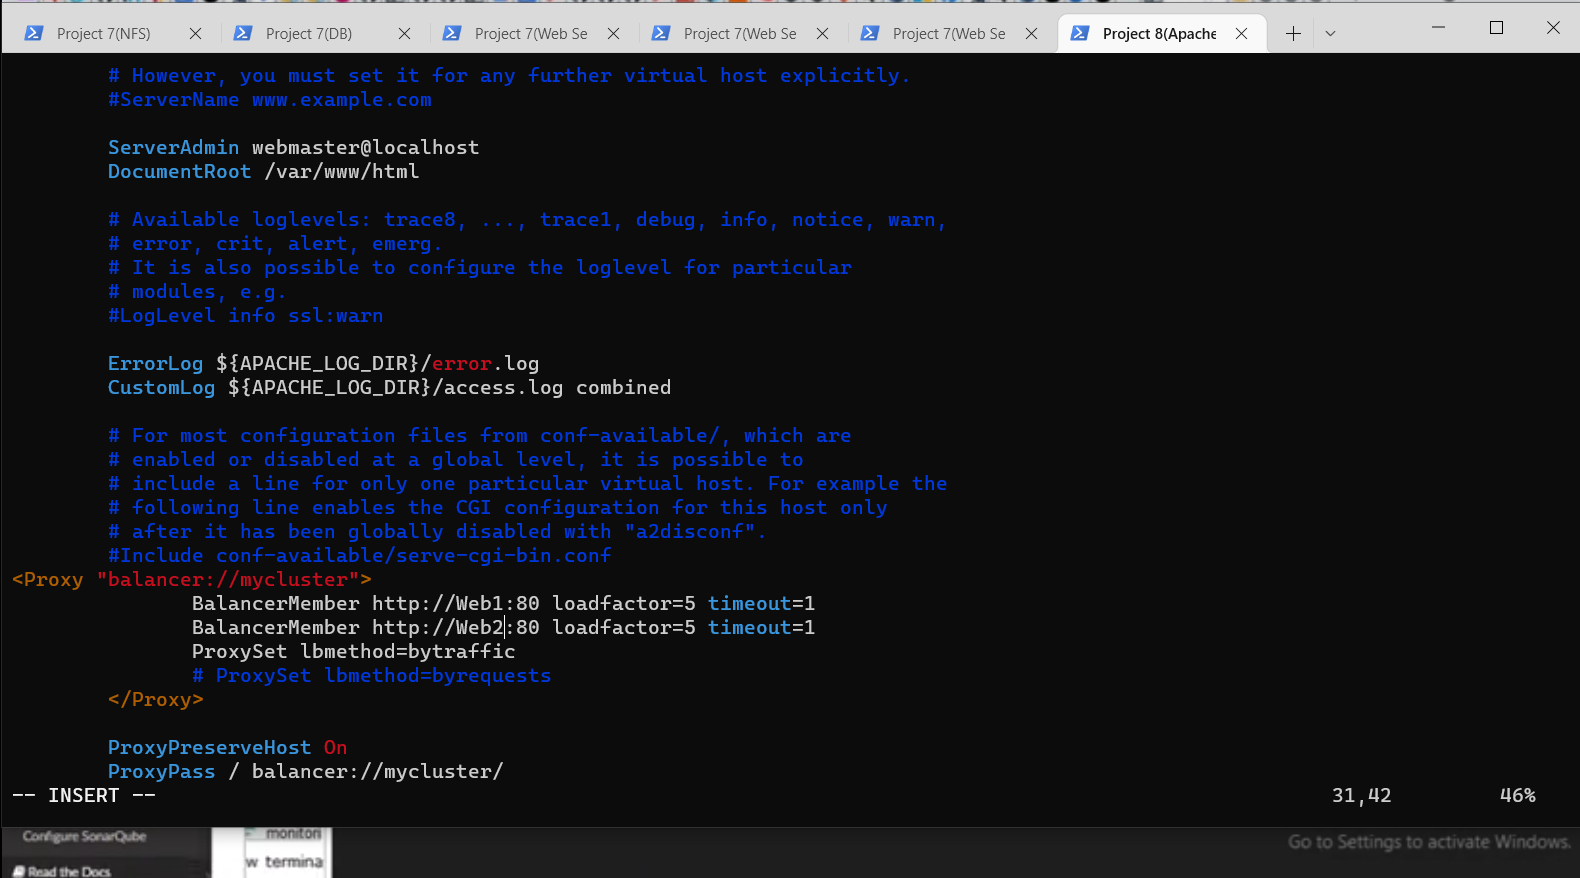 Project 7(NFS)
Project 7(DB)
Project 7(Web Se
Project 7(Web Se
Project 7(Web Se
Project 8(Apache
# However, you must set it for any further virtual host explicitly.
#ServerName www.example.com
ServerAdmin webmaster@localhost
DocumentRoot /var/www/html
# Available loglevels: trace8, ..., trace1, debug, info, notice, warn,
# error, crit, alert, emerg.
# It is also possible to configure the loglevel for particular
# modules, e.g.
#LogLevel info ssl:warn
ErrorLog ${APACHE_LOG_DIR}/error.log
CustomLog ${APACHE_LOG_DIR}/access.log combined
# For most configuration files from conf-available/, which are
# enabled or disabled at a global level, it is possible to
# include a line for only one particular virtual host. For example the
# following line enables the CGI configuration for this host only
# after it has been globally disabled with "a2disconf".
#Include conf-available/serve-cgi-bin.conf
<Proxy "balancer://mycluster">
BalancerMember http://Web1:80 loadfactor=5 timeout=1
BalancerMember http://Web2:80 loadfactor=5 timeout=1
ProxySet lbmethod=bytraffic
# ProxySet lbmethod=byrequests
</Proxy>
ProxyPreserveHost On
ProxyPass / balancer://mycluster/
-- INSERT -- 31,42 46%
Configure SonarQube
monitori
Go to Settings to activate Windows.
w termina
Read the Docs